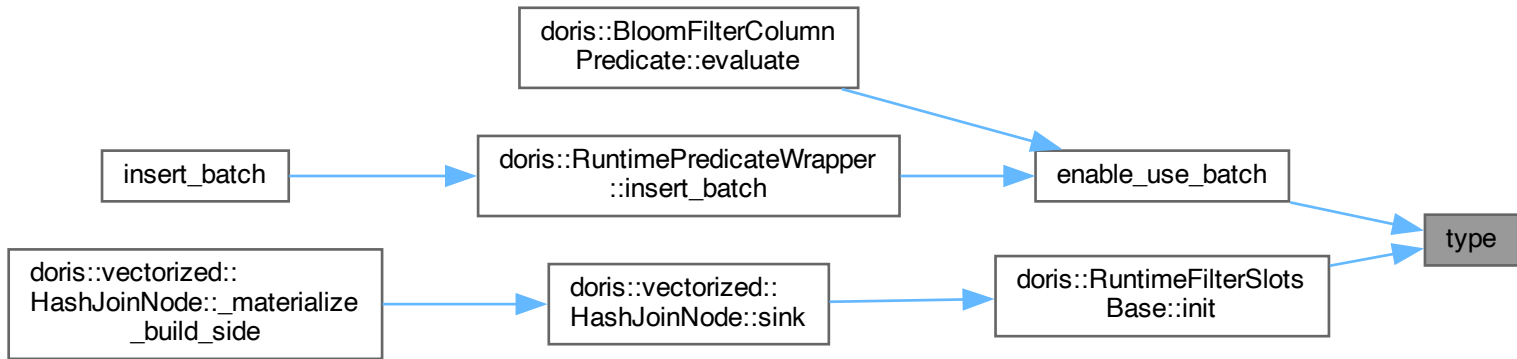 doris::BloomFilterColumn
Predicate::evaluate
insert_batch
doris::RuntimePredicateWrapper
::insert_batch
enable_use_batch
type
doris::vectorized::
HashJoinNode::_materialize
_build_side
doris::vectorized::
HashJoinNode::sink
doris::RuntimeFilterSlots
Base::init